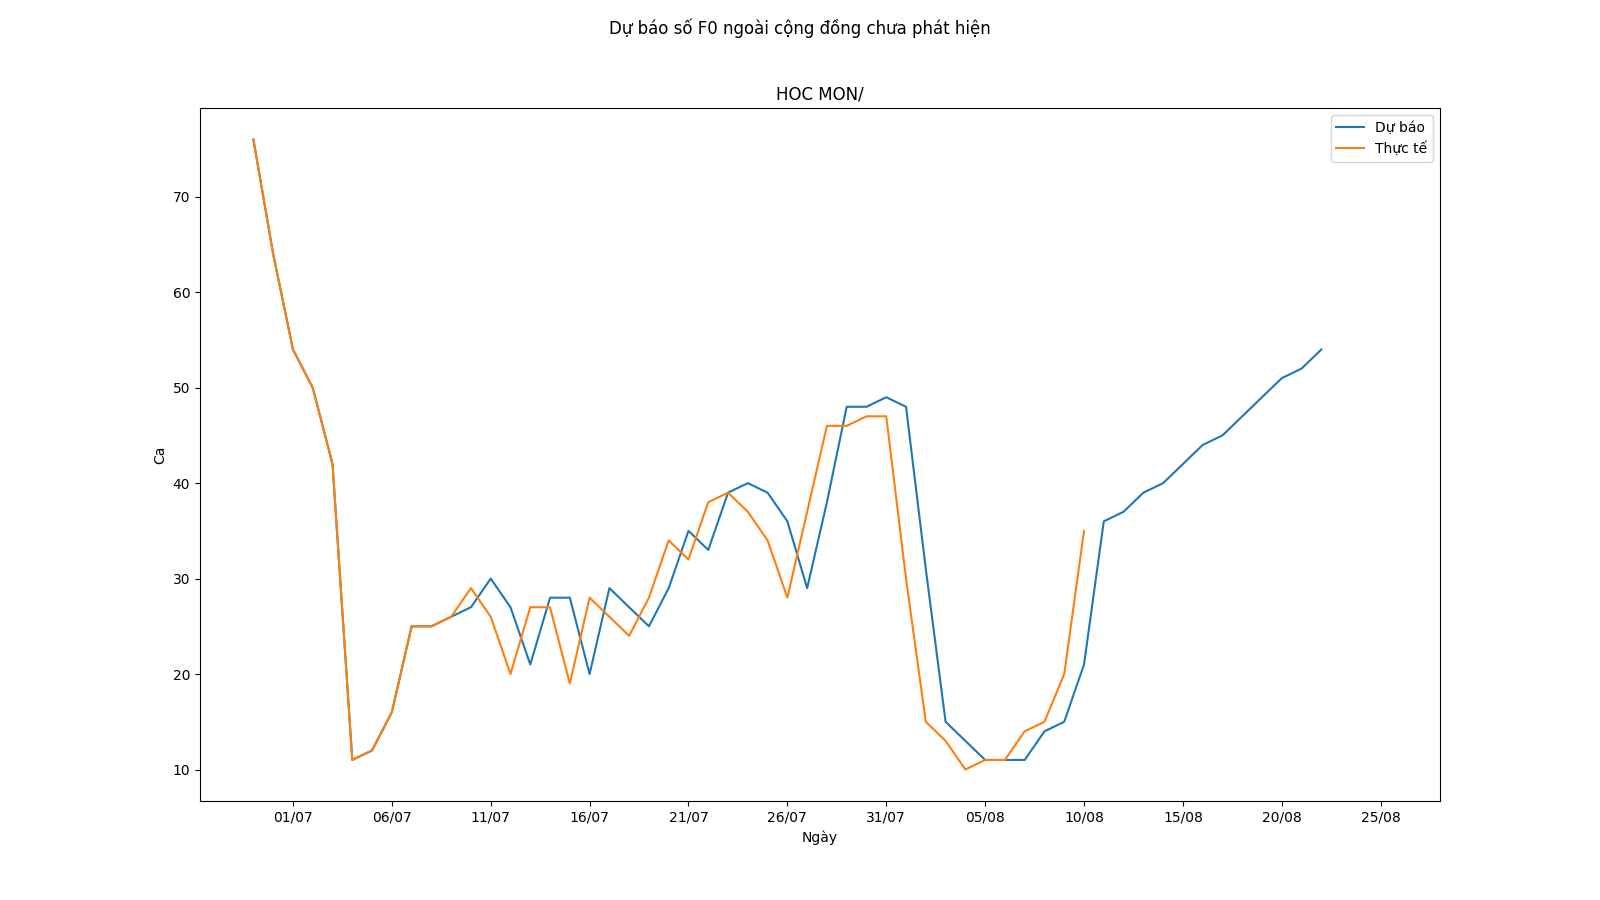 Dự báo số F0 ngoài cộng đồng chưa phát hiện
HOC MON/
Dự báo
Thực tế
70
60
50
40
30
20
10
Ca
01/07 06/07 11/07 16/07 21/07 26/07 31/07 05/08 10/08 15/08 20/08 25/08
Ngày